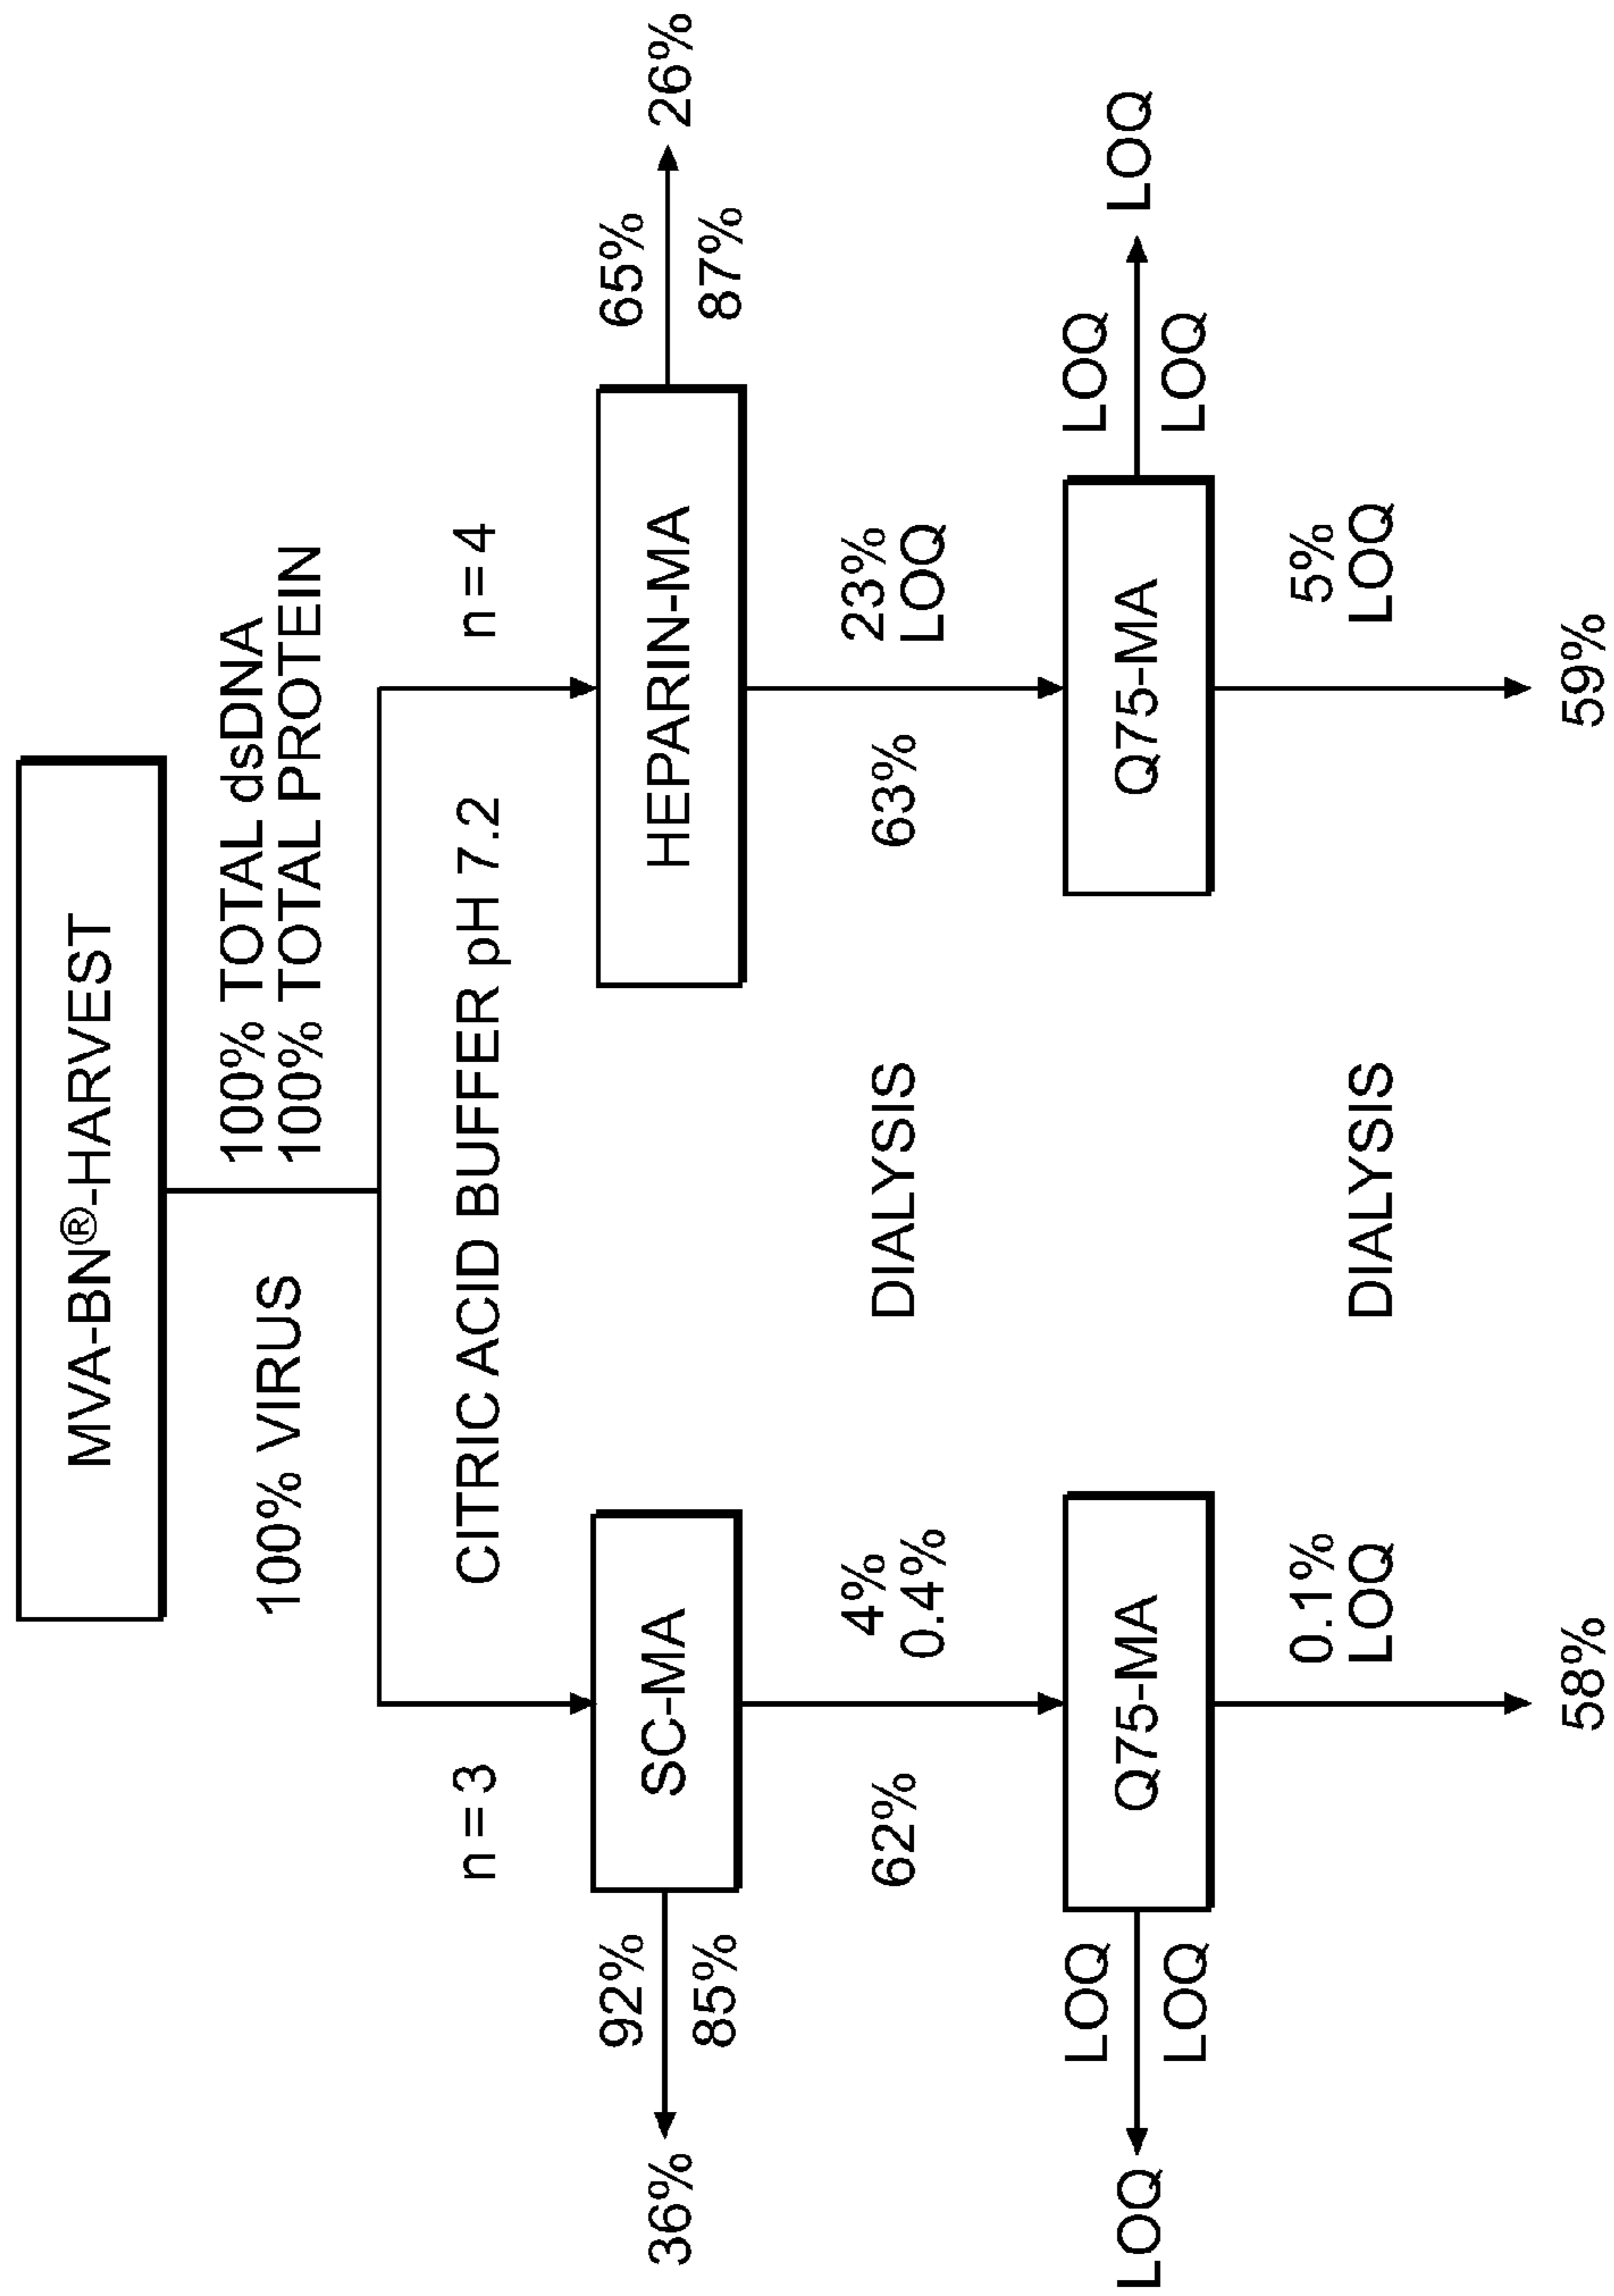 MVA-BN®-HARVEST
100% VIRUS
100% TOTAL dsDNA
100% TOTAL PROTEIN
n = 3
CITRIC ACID BUFFER pH 7.2
n = 4
36%
92%
85%
SC-MA
HEPARIN-MA
65%
87%
26%
62%
4%
0.4%
DIALYSIS
63%
23%
LOQ
LOQ
LOQ
LOQ
Q75-MA
Q75-MA
LOQ
LOQ
LOQ
0.1%
LOQ
DIALYSIS
5%
LOQ
58%
59%